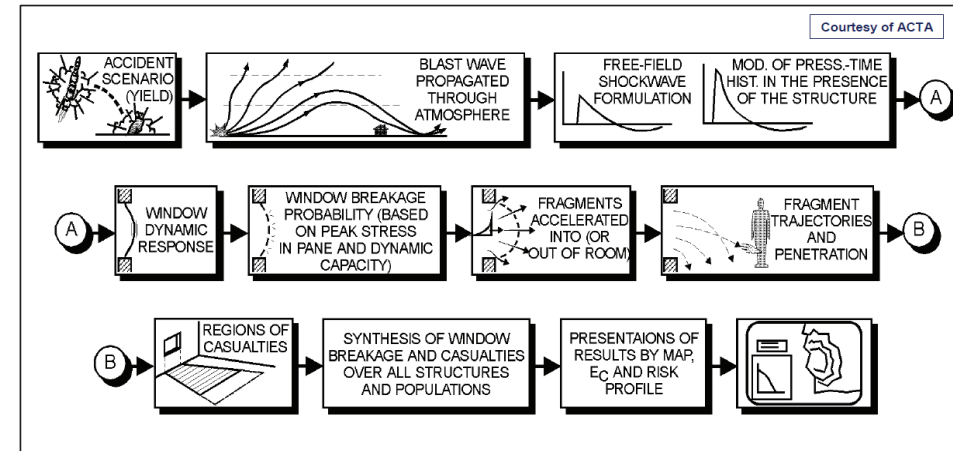 Courtesy of ACTA
ACCIDENT
SCENARIO
(YIELD)
BLAST WAVE
PROPAGATED
THROUGH
ATMOSPHERE
FREE-FIELD
SHOCKWAVE
FORMULATION
MOD. OF PRESS.-TIME
HIST. IN THE PRESENCE
OF THE STRUCTURE
A
A
WINDOW
DYNAMIC
RESPONSE
WINDOW BREAKAGE
PROBABILITY (BASED
ON PEAK STRESS
IN PANE AND DYNAMIC
CAPACITY)
FRAGMENTS
ACCELERATED
INTO (OR
OUT OF ROOM)
FRAGMENT
TRAJECTORIES
AND
PENETRATION
B
B
REGIONS OF
CASUALTIES
SYNTHESIS OF WINDOW
BREAKAGE AND CASUALTIES
OVER ALL STRUCTURES
AND POPULATIONS
PRESENTAIONS OF
RESULTS BY MAP,
EC AND RISK
PROFILE